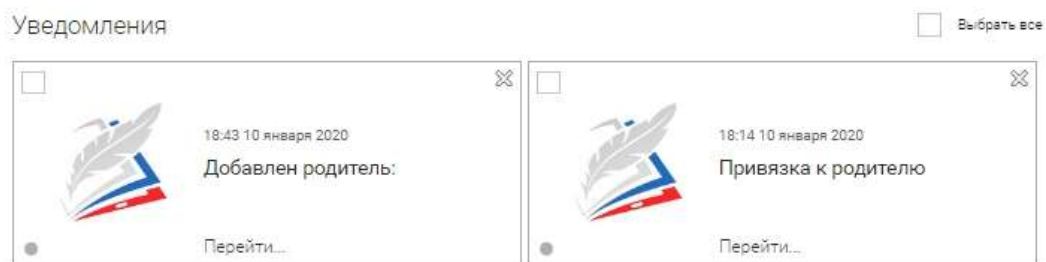 Уведомления
Выбрать все
18:43 10 января 2020
Добавлен родитель:
Перейти...
18:14 10 января 2020
Привязка к родителю
Перейти...